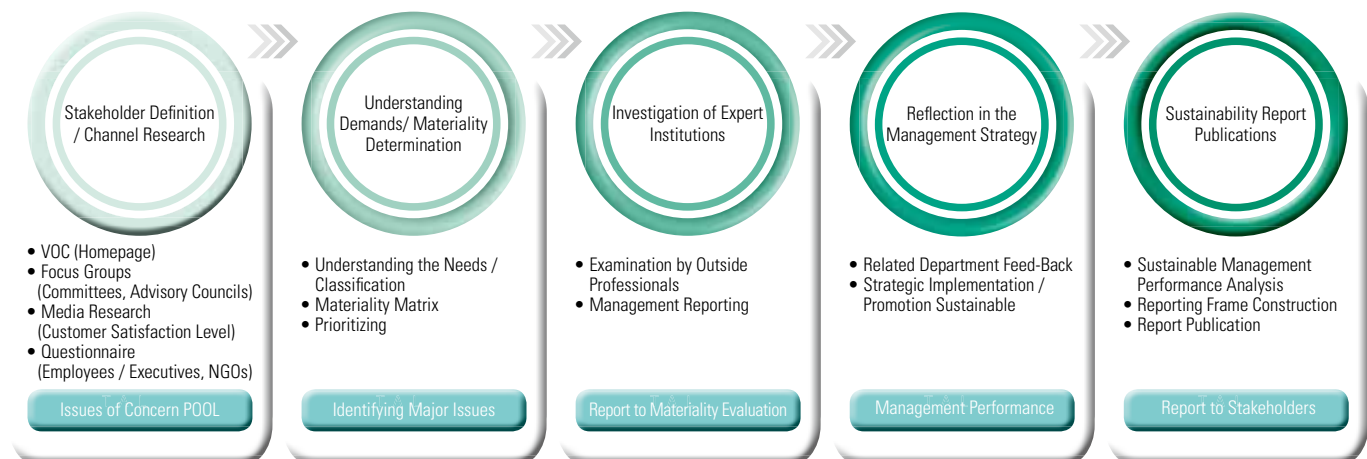 Stakeholder Definition
/ Channel Research
• VOC (Homepage)
• Focus Groups
(Committees, Advisory Councils)
• Media Research
(Customer Satisfaction Level)
• Questionnaire
(Employees / Executives, NGOs)
Issues of Concern POOL
Understanding
Demands/ Materiality
Determination
• Understanding the Needs /
Classification
• Materiality Matrix
• Prioritizing
Identifying Major Issues
Investigation of Expert
Institutions
• Examination by Outside
Professionals
• Management Reporting
Report to Materiality Evaluation
Reflection in the
Management Strategy
• Related Department Feed-Back
• Strategic Implementation /
Promotion Sustainable
Management Performance
Sustainability Report
Publications
• Sustainable Management
Performance Analysis
• Reporting Frame Construction
• Report Publication
Report to Stakeholders